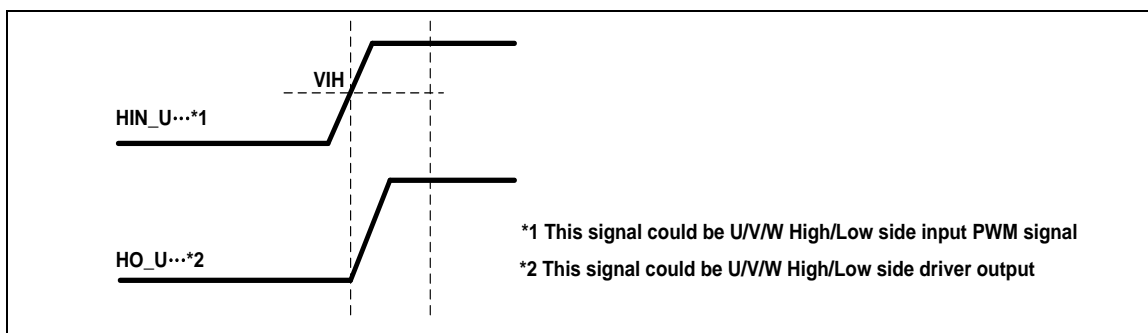 VIH
HIN_U⋯*1
*1 This signal could be U/V/W High/Low side input PWM signal
HO_U⋯*2
*2 This signal could be U/V/W High/Low side driver output